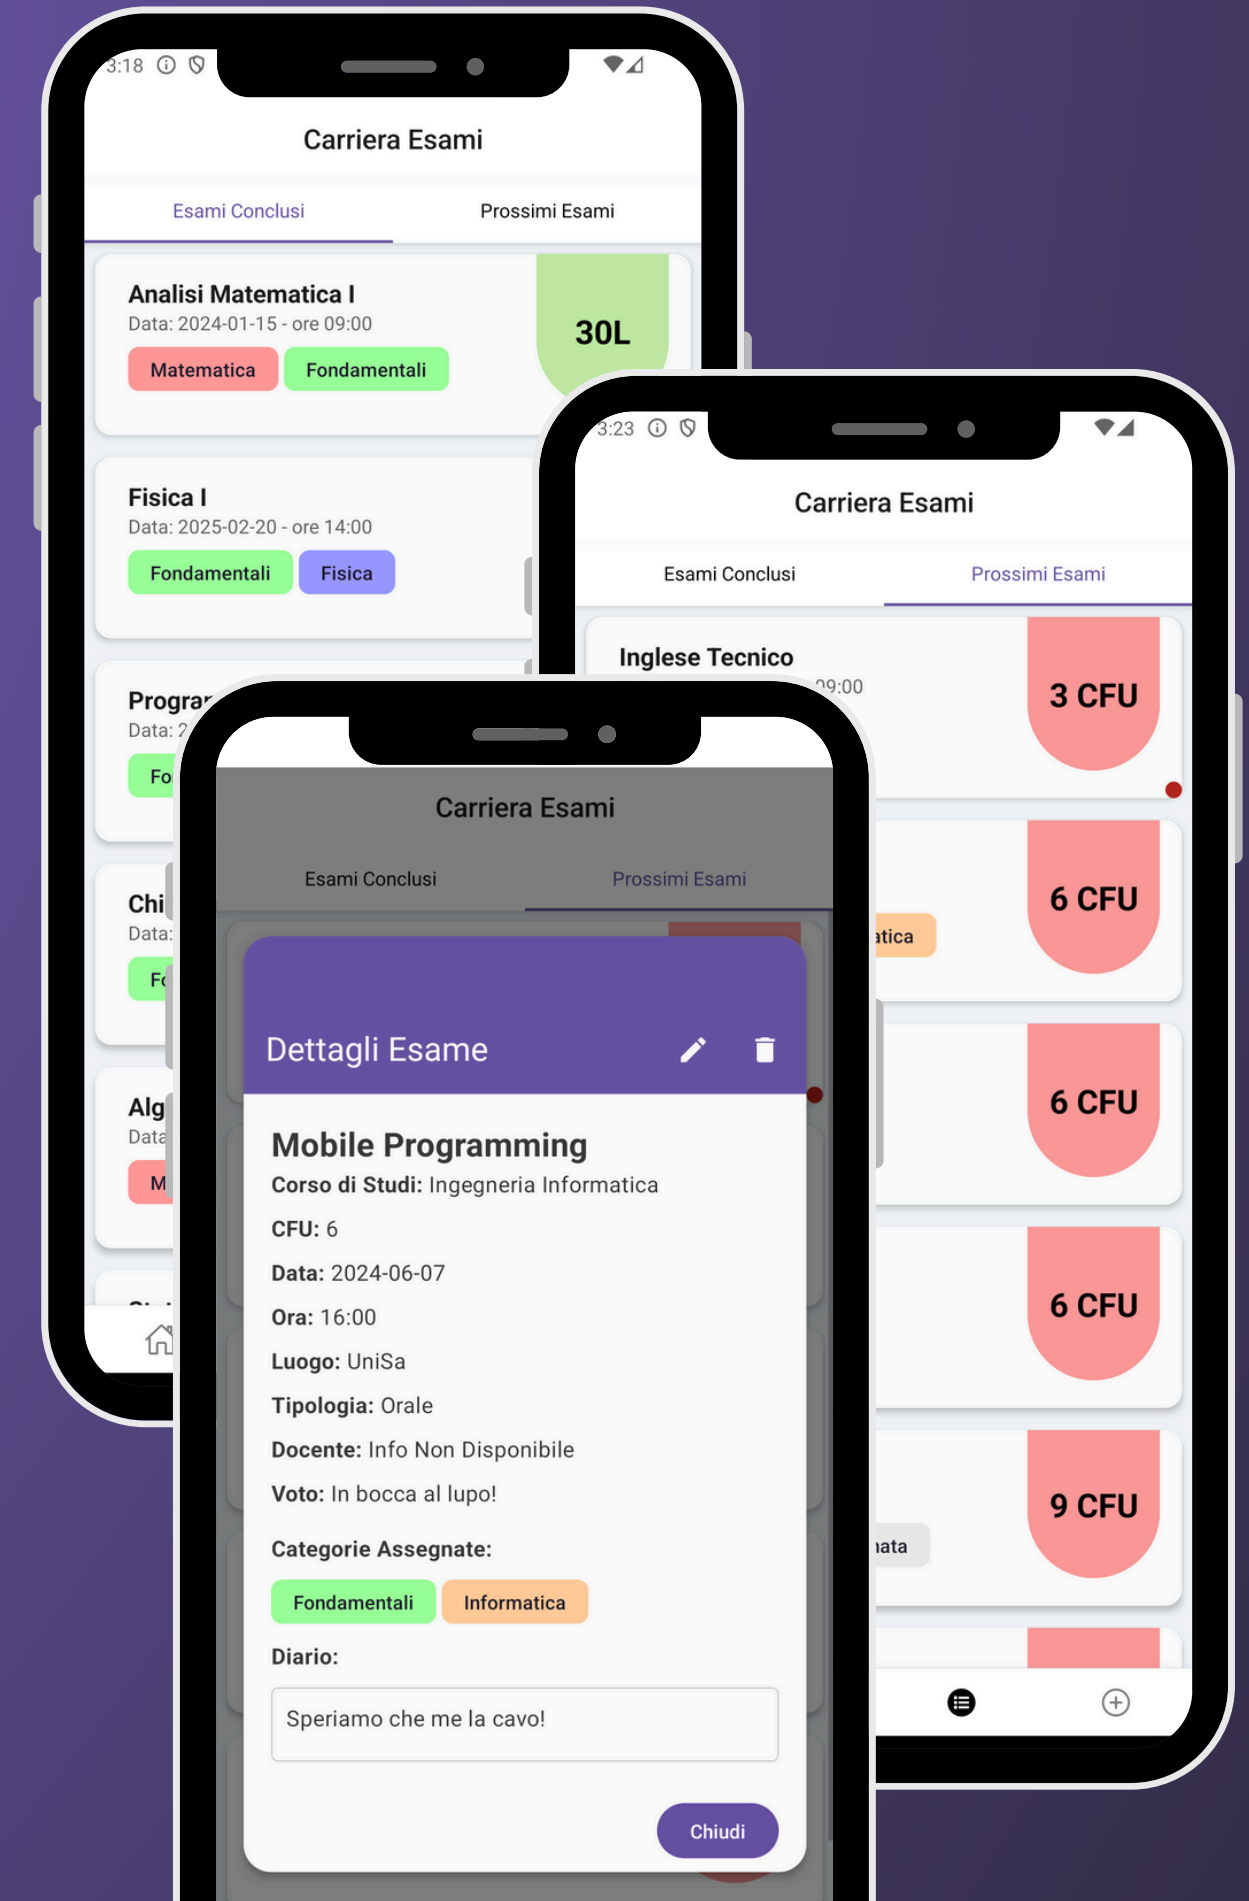 3:18
Carriera Esami
Esami Conclusi
Prossimi Esami
Analisi Matematica I
Data: 2024-01-15 - ore 09:00
Matematica
Fondamentali
30L
Fisica I
Data: 2025-02-20 - ore 14:00
Fondamentali
Fisica
Data: 2
Data:
Data
3:23
Carriera Esami
Esami Conclusi
Prossimi Esami
Inglese Tecnico
09:00
3 CFU
6 CFU
6 CFU
6 CFU
9 CFU
Carriera Esami
Esami Conclusi
Prossimi Esami
Dettagli Esame
Mobile Programming
Corso di Studi: Ingegneria Informatica
CFU: 6
Data: 2024-06-07
Ora: 16:00
Luogo: UniSa
Tipologia: Orale
Docente: Info Non Disponibile
Voto: In bocca al lupo!
Categorie Assegnate:
Fondamentali
Informatica
Diario:
Speriamo che me la cavo!
Chiudi